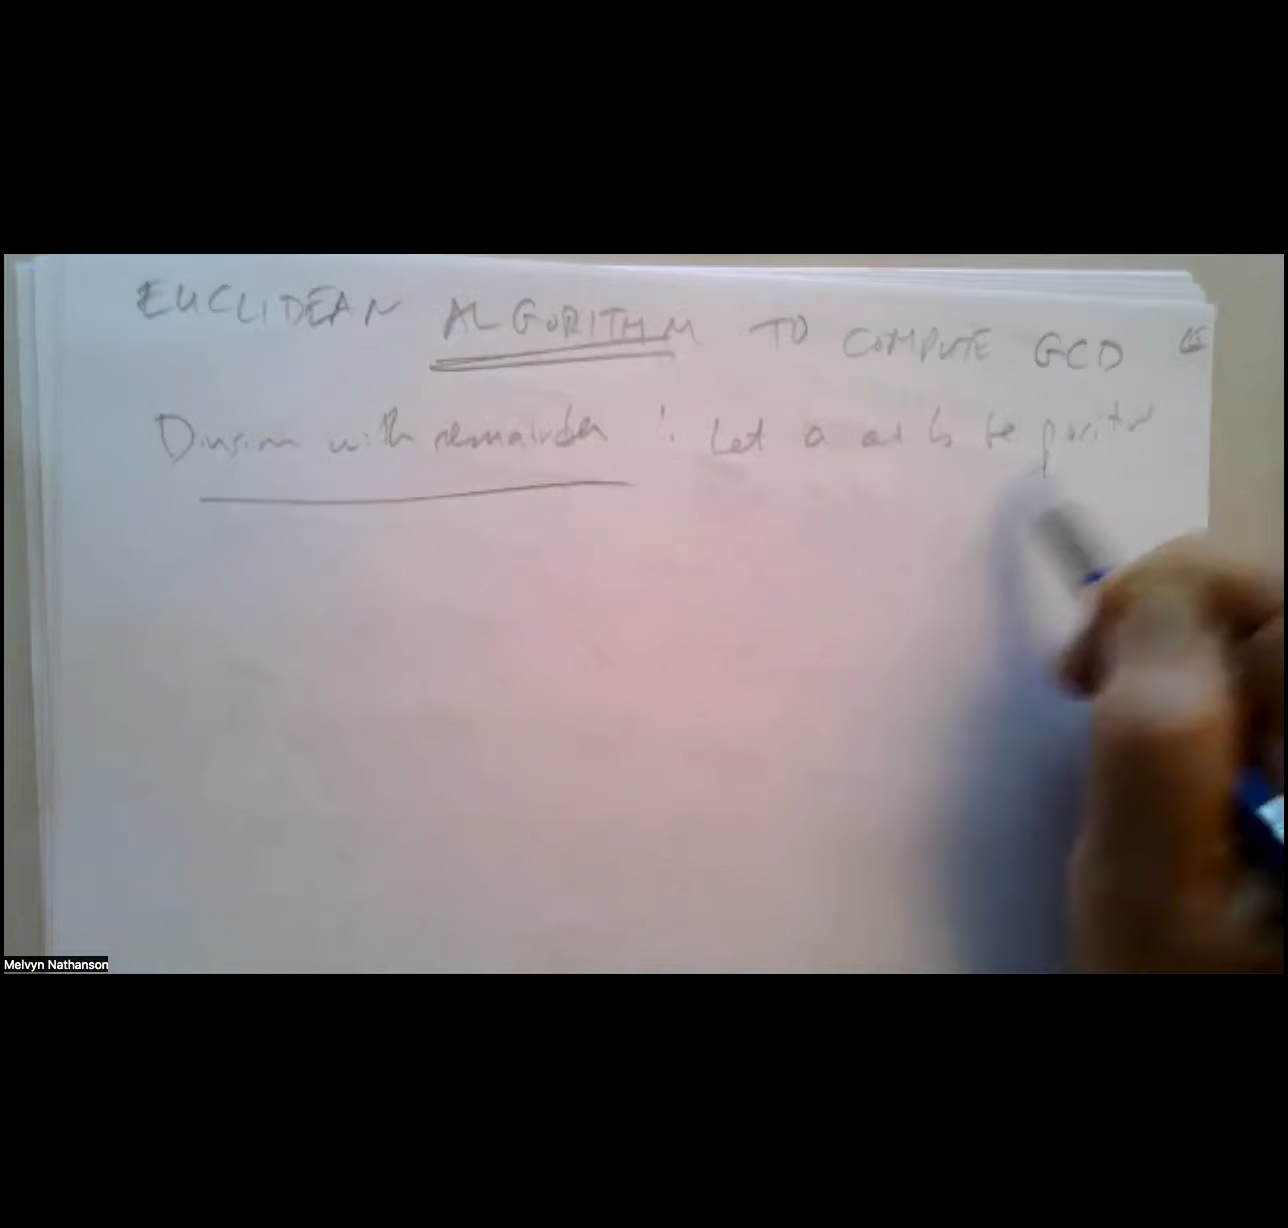 EUCLIDEAN ALGORITHM TO COMPUTE GCD
Division with remainder : Let a and b be positive
Melvyn Nathanson